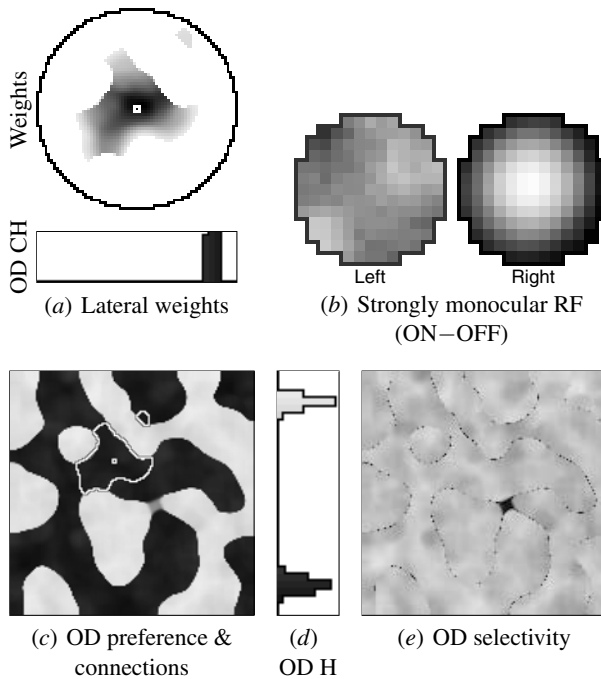 Weights
OD CH
(a) Lateral weights
Left
Right
(b) Strongly monocular RF
(ON−OFF)
(c) OD preference &
connections
(d)
OD H
(e) OD selectivity